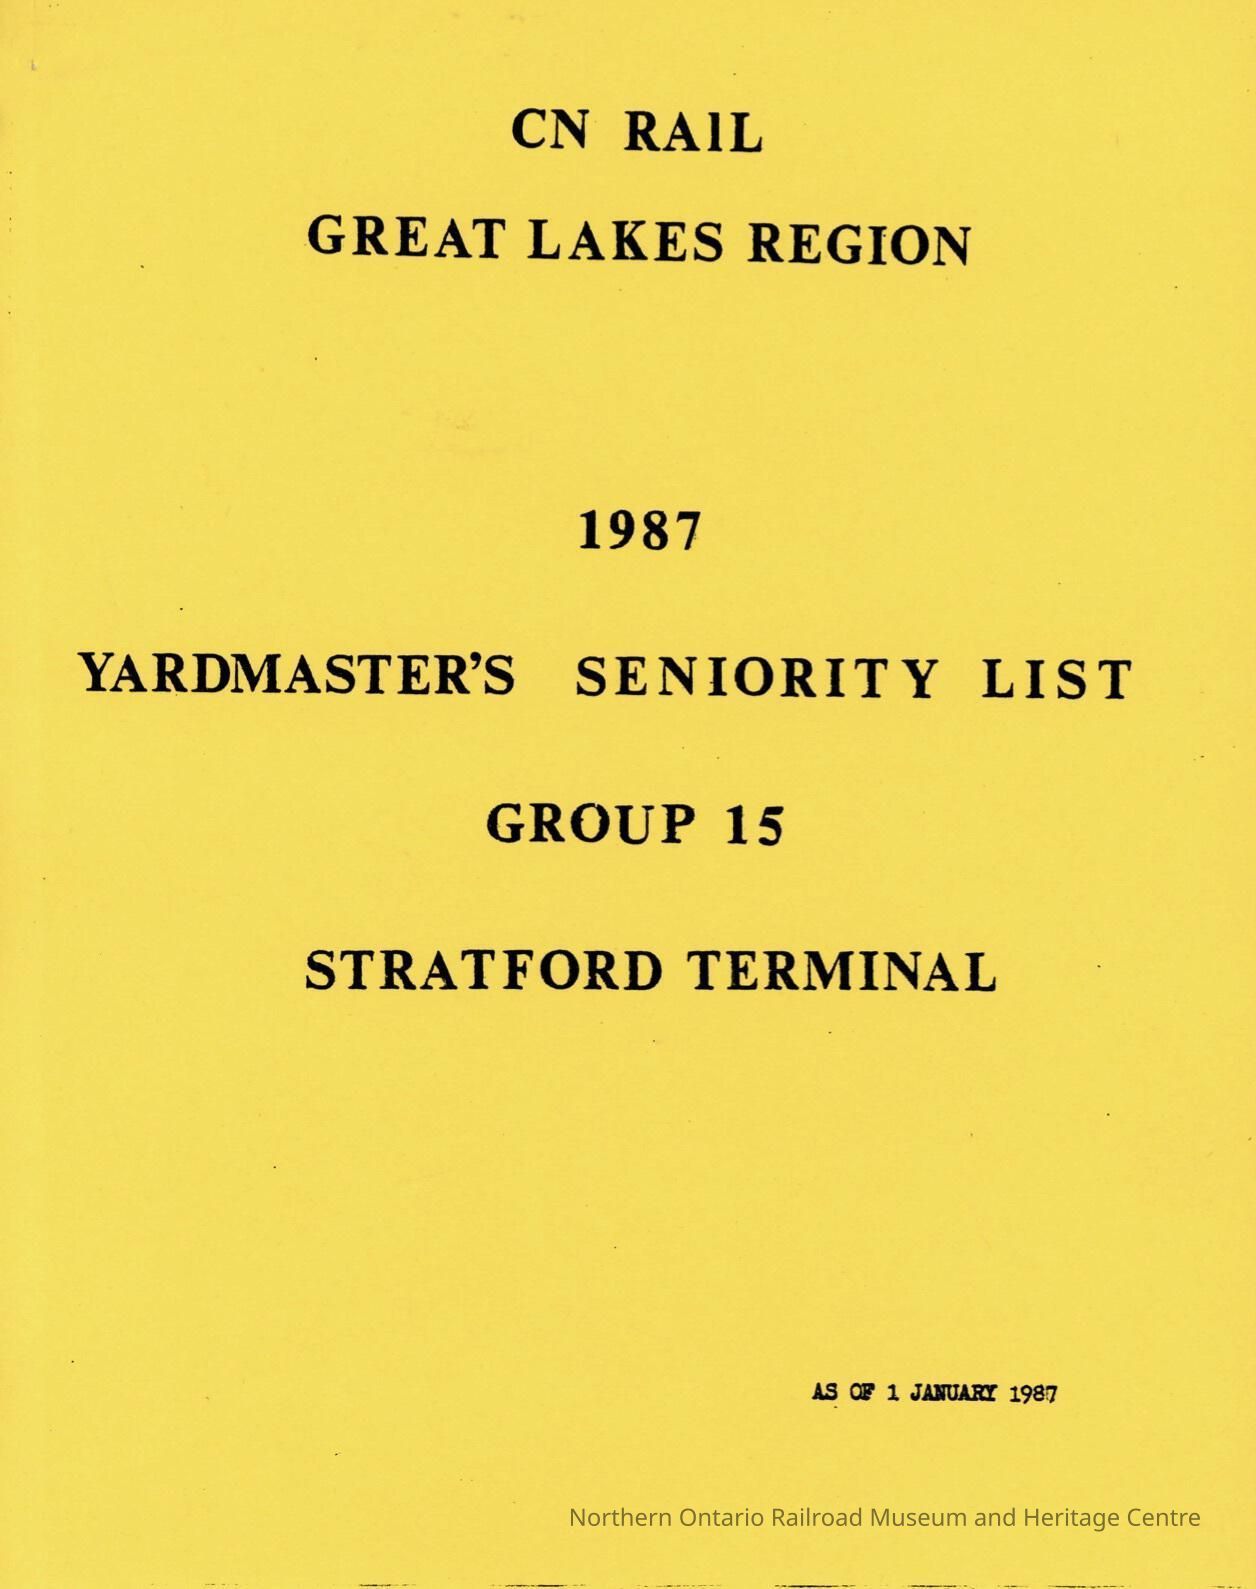 CN RAIL
GREAT LAKES REGION
1987
YARDMASTER'S SENIORITY LIST
GROUP 15
STRATFORD TERMINAL
AS OF 1 JANUARY 1987
Northern Ontario Railroad Museum and Heritage Centre